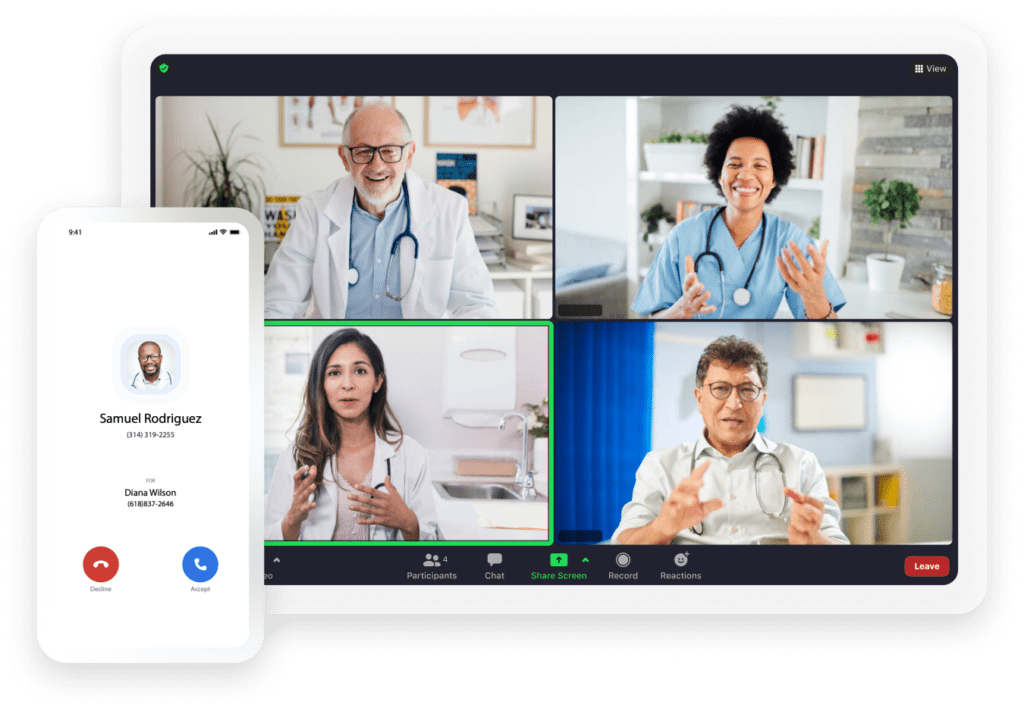 View
9:41
Samuel Rodriguez
(314) 319-2255
FOR
Diana Wilson
(618)837-2646
Decline
Accept
eo
Participants
4
Chat
Share Screen
Record
Reactions
Leave